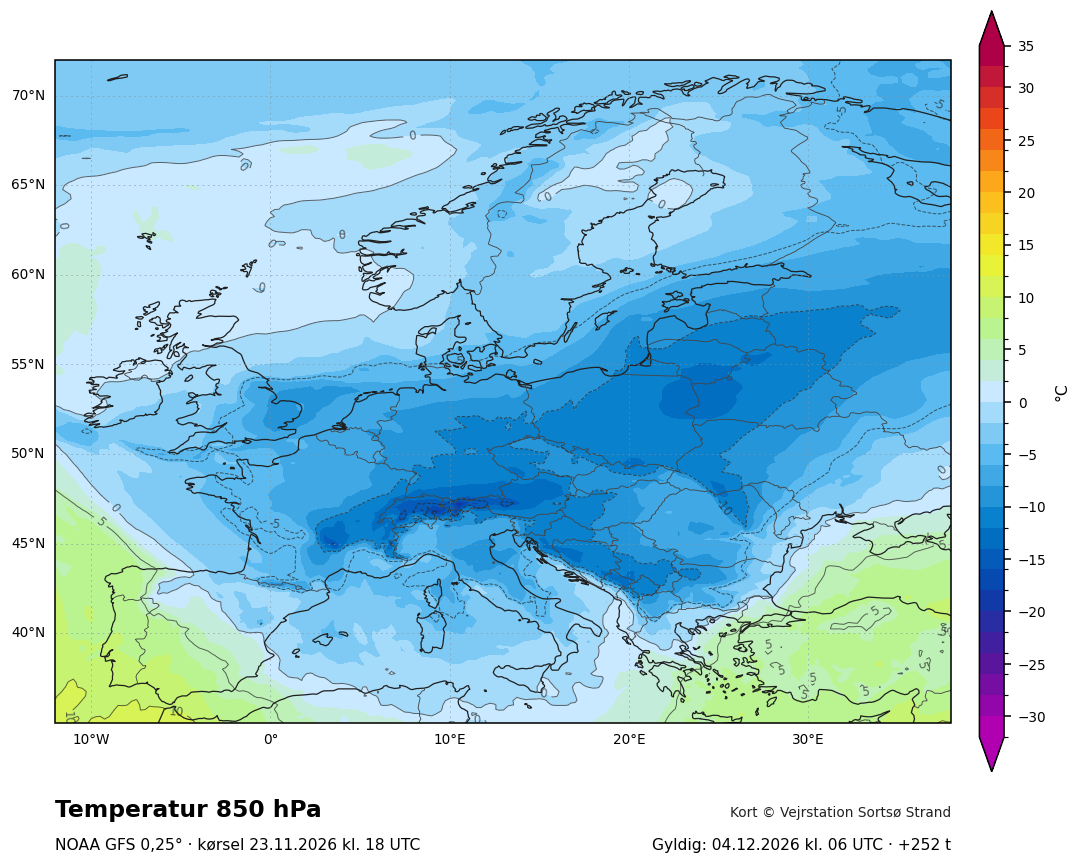 70°N
65°N
60°N
55°N
50°N
45°N
40°N
10°W
0°
10°E
20°E
30°E
35
30
25
20
15
10
5
0
−5
−10
−15
−20
−25
−30
°C
Temperatur 850 hPa
Kort © Vejrstation Sortsø Strand
NOAA GFS 0,25° · kørsel 23.11.2026 kl. 18 UTC
Gyldig: 04.12.2026 kl. 06 UTC · +252 t